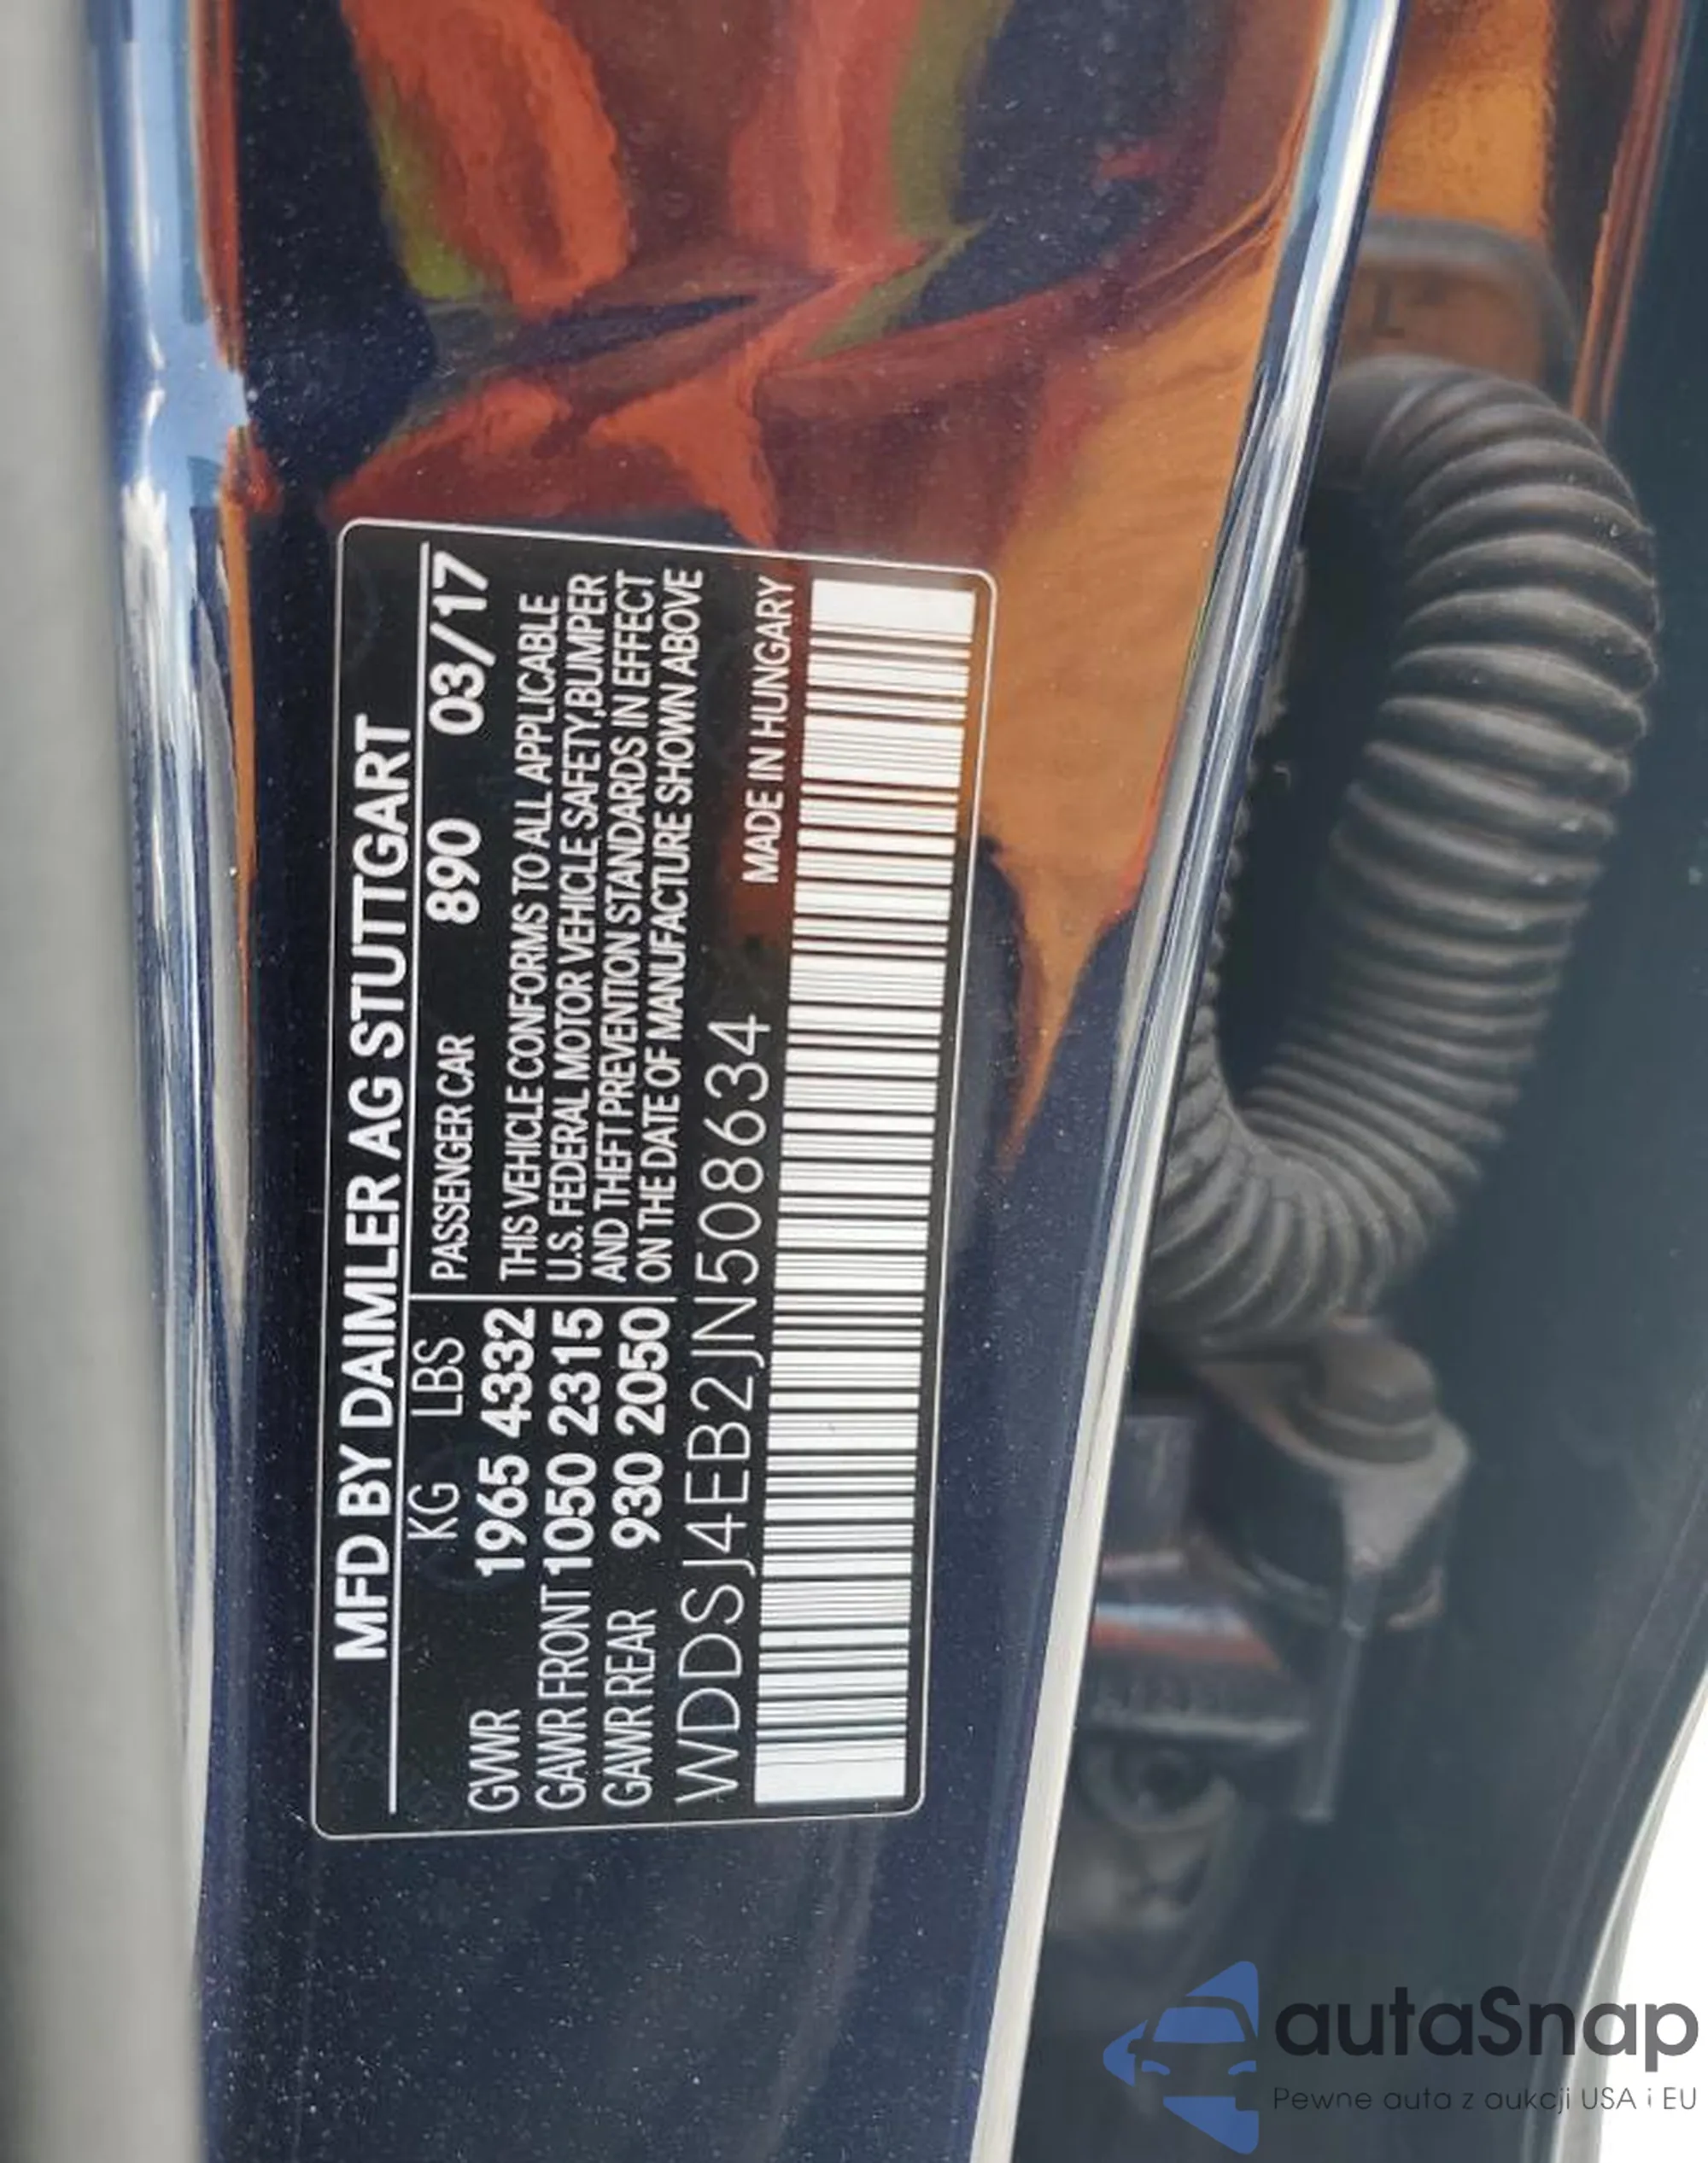 MFD BY DAIMLER AG STUTTGART
KG LBS PASSENGER CAR 890 03/17
GVWR 1965 4332
GAWR FRONT 1050 2315
GAWR REAR 930 2050
THIS VEHICLE CONFORMS TO ALL APPLICABLE
U.S. FEDERAL MOTOR VEHICLE SAFETY,BUMPER
AND THEFT PREVENTION STANDARDS IN EFFECT
ON THE DATE OF MANUFACTURE SHOWN ABOVE
WDDSJ4EB2JN508634 MADE IN HUNGARY
autaSnap
Pewne auta z aukcji USA i EU